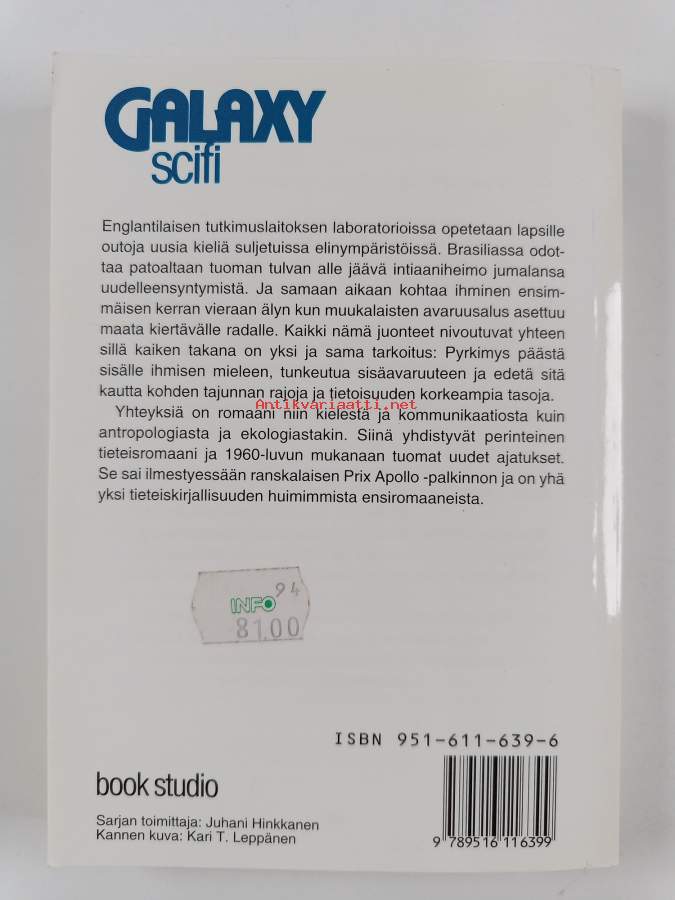 GALAXY
scifi
Englantilaisen tutkimuslaitoksen laboratorioissa opetetaan lapsille
outoja uusia kieliä suljetuissa elinympäristöissä. Brasiliassa odot-
taa patoaltaan tuoman tulvan alle jäävä intiaaniheimo jumalansa
uudelleensyntymistä. Ja samaan aikaan kohtaa ihminen ensim-
mäisen kerran vieraan älyn kun muukalaisten avaruusalus asettuu
maata kiertävälle radalle. Kaikki nämä juonteet nivoutuvat yhteen
sillä kaiken takana on yksi ja sama tarkoitus: Pyrkimys päästä
sisälle ihmisen mieleen, tunkeutua sisäavaruuteen ja edetä sitä
kautta kohden tajunnan rajoja ja tietoisuuden korkeampia tasoja.
Antikvariaatti.net
Yhteyksiä on romaani niin kielestä ja kommunikaatiosta kuin
antropologiasta ja ekologiastakin. Siinä yhdistyvät perinteinen
tieteisromaani ja 1960-luvun mukanaan tuomat uudet ajatukset.
Se sai ilmestyessään ranskalaisen Prix Apollo -palkinnon ja on yhä
yksi tieteiskirjallisuuden huimimmista ensiromaaneista.
94
INFO
81.00
ISBN 951-611-639-6
book studio
Sarjan toimittaja: Juhani Hinkkanen
Kannen kuva: Kari T. Leppänen
9 789516 116399